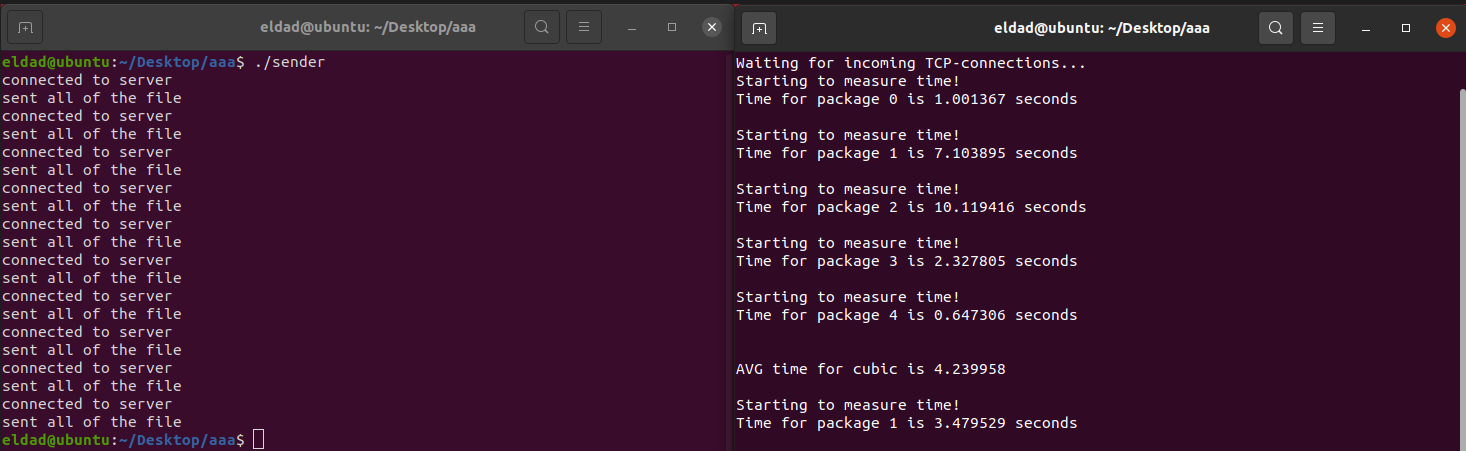 eldad@ubuntu: ~/Desktop/aaa
eldad@ubuntu:~/Desktop/aaa$ ./sender
connected to server
sent all of the file
connected to server
sent all of the file
connected to server
sent all of the file
connected to server
sent all of the file
connected to server
sent all of the file
connected to server
sent all of the file
connected to server
sent all of the file
connected to server
sent all of the file
connected to server
sent all of the file
connected to server
sent all of the file
eldad@ubuntu:~/Desktop/aaa$
eldad@ubuntu: ~/Desktop/aaa
Waiting for incoming TCP-connections...
Starting to measure time!
Time for package 0 is 1.001367 seconds
Starting to measure time!
Time for package 1 is 7.103895 seconds
Starting to measure time!
Time for package 2 is 10.119416 seconds
Starting to measure time!
Time for package 3 is 2.327805 seconds
Starting to measure time!
Time for package 4 is 0.647306 seconds
AVG time for cubic is 4.239958
Starting to measure time!
Time for package 1 is 3.479529 seconds